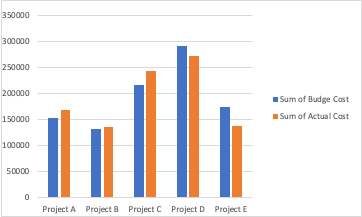 350000
300000
250000
200000
150000
100000
50000
0
Project A Project B Project C Project D Project E
Sum of Budge Cost
Sum of Actual Cost